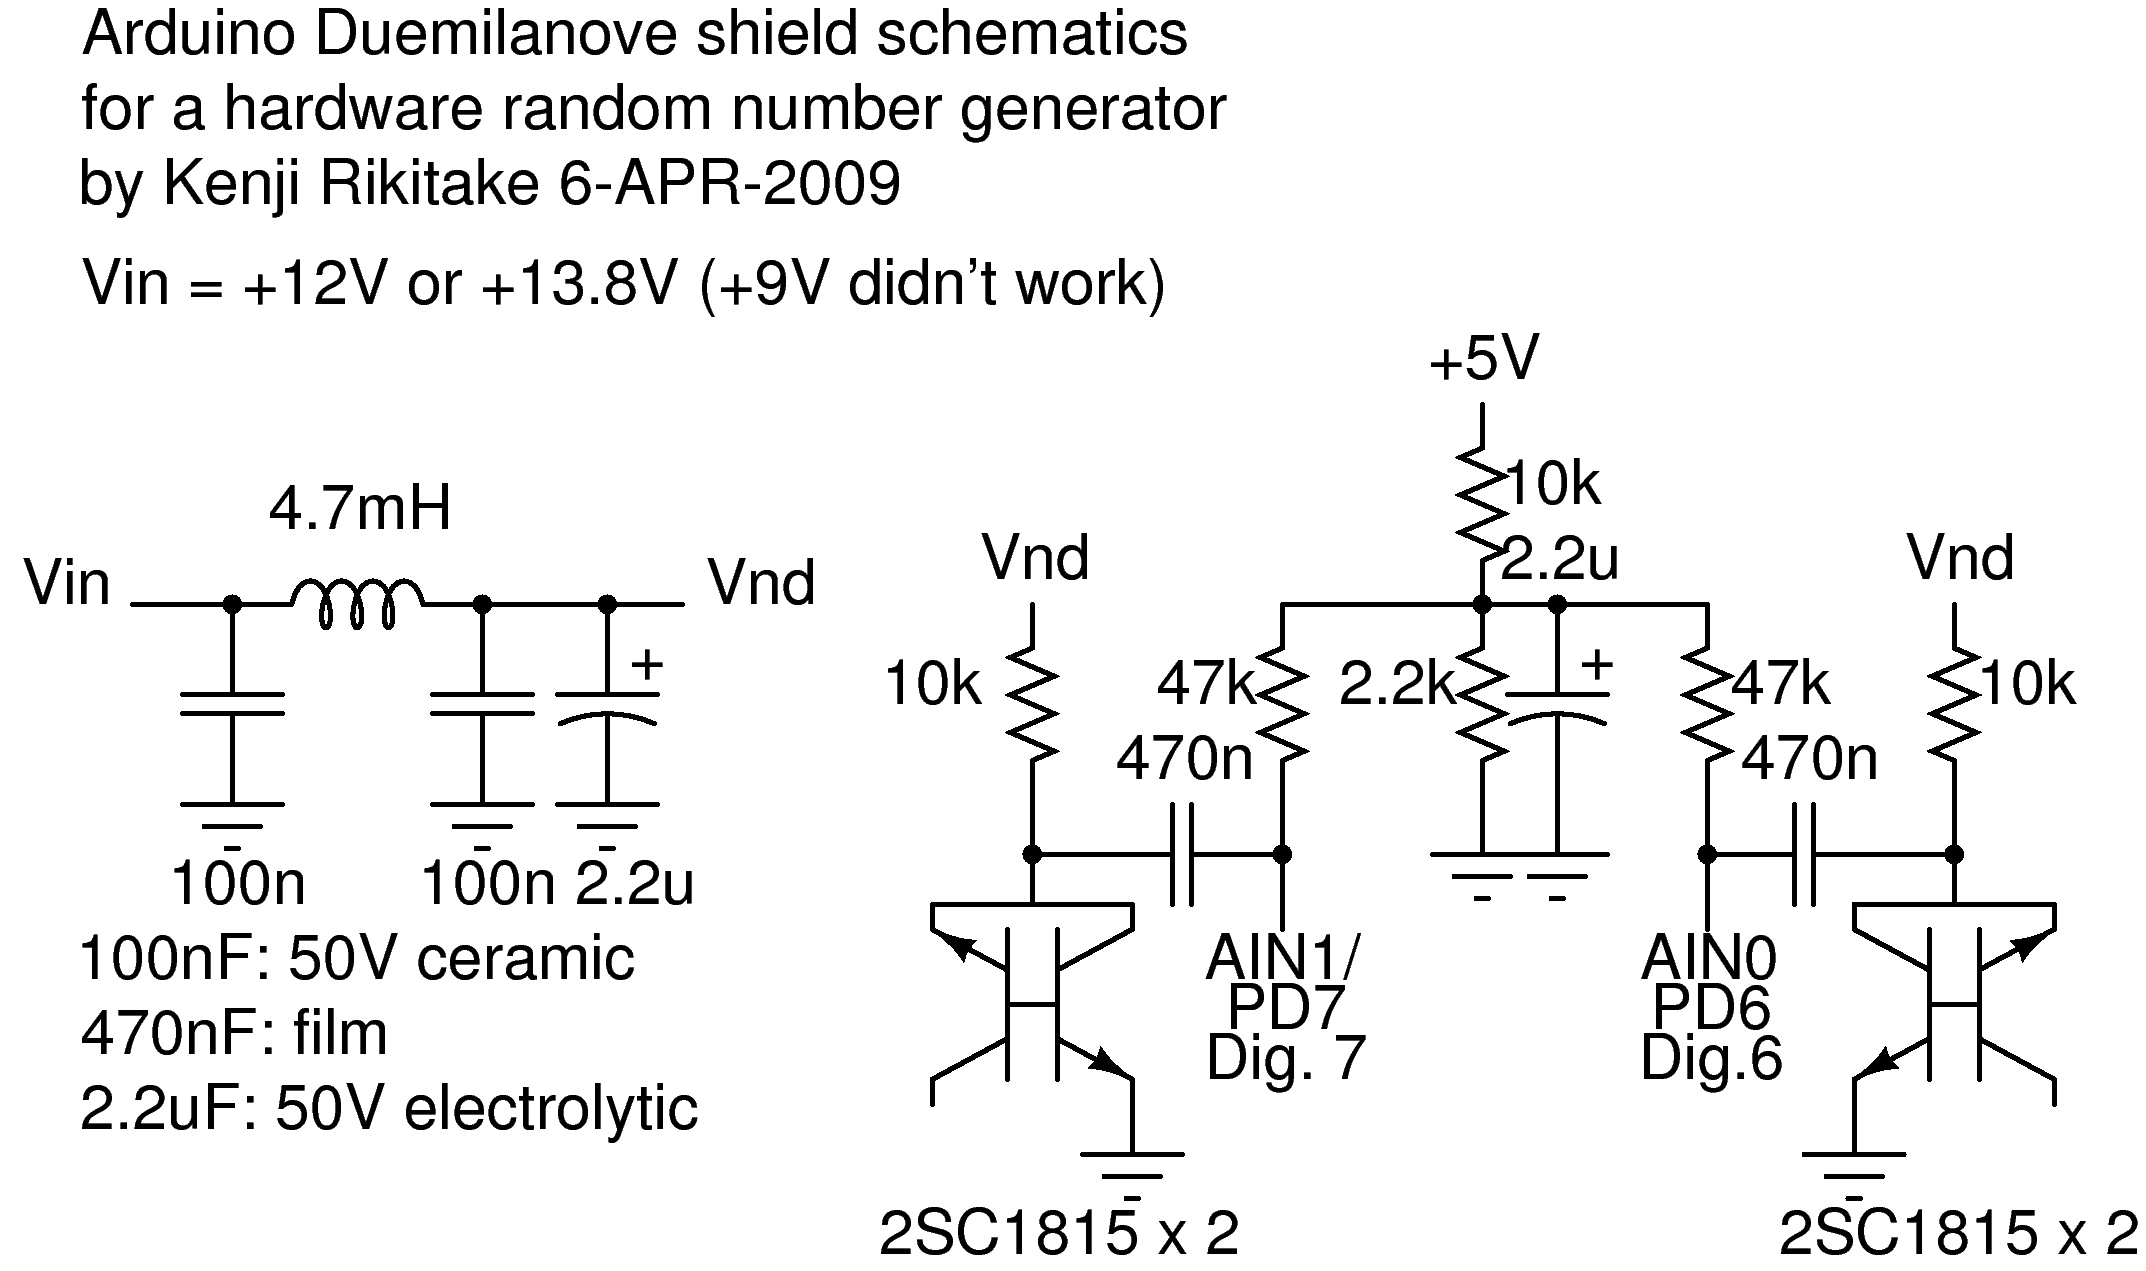 Arduino Duemilanove shield schematics
for a hardware random number generator
by Kenji Rikitake 6-APR-2009
Vin = +12V or +13.8V (+9V didn't work)
+5V
10k
2.2u
4.7mH
Vin
Vnd
+
100n
100n
2.2u
100nF: 50V ceramic
470nF: film
2.2uF: 50V electrolytic
Vnd
10k
47k
470n
2.2k
+
47k
470n
Vnd
10k
AIN1/
PD7
Dig. 7
AIN0
PD6
Dig.6
2SC1815 x 2
2SC1815 x 2